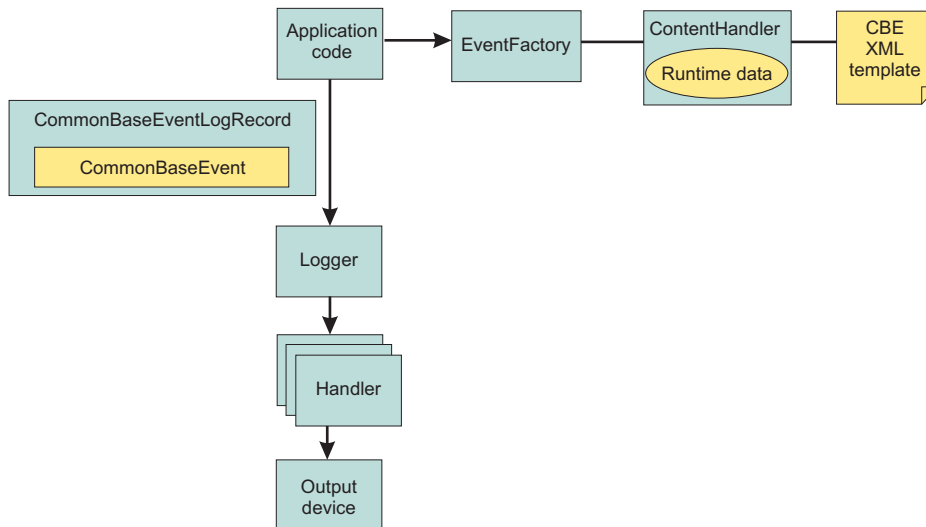 Application
code
EventFactory
ContentHandler
Runtime data
CBE
XML
template
CommonBaseEventLogRecord
CommonBaseEvent
Logger
Handler
Output
device